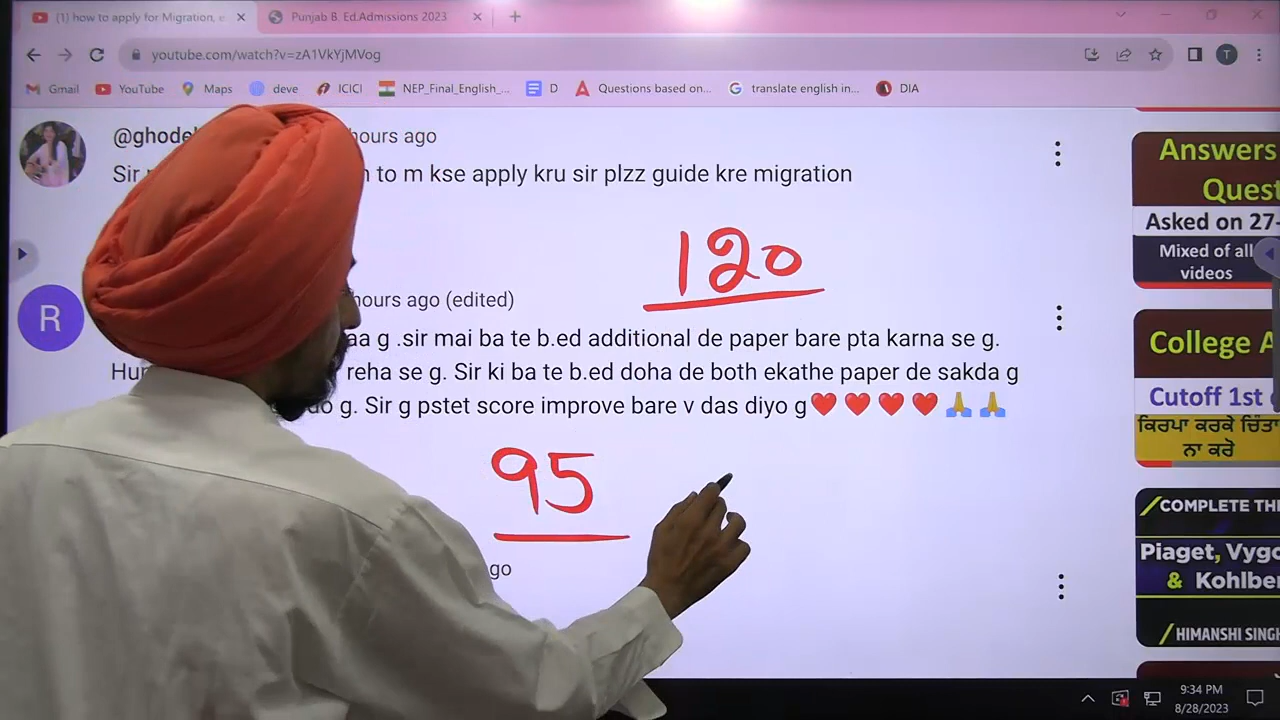 (1) how to apply for Migration, e
Punjab B. Ed.Admissions 2023
youtube.com/watch?v=zA1VkYjMVog
T
Gmail YouTube Maps deve ICICI NEP_Final_English_... D Questions based on... translate english in... DIA
@ghode hours ago
Sir to m kse apply kru sir plzz guide kre migration
120
R
hours ago (edited)
aa g .sir mai ba te b.ed additional de paper bare pta karna se g.
Hun reha se g. Sir ki ba te b.ed doha de both ekathe paper de sakda g
g. Sir g pstet score improve bare v das diyo g❤️ ❤️ ❤️ ❤️ 🙏 🙏
95
go
Answers
Quest
Asked on 27-
Mixed of all
videos
College A
Cutoff 1st
ਕਿਰਪਾ ਕਰਕੇ ਚਿੰਤਾ
ਨਾ ਕਰੋ
COMPLETE THE
Piaget, Vygo
& Kohlber
HIMANSHI SINGH
9:34 PM
8/28/2023